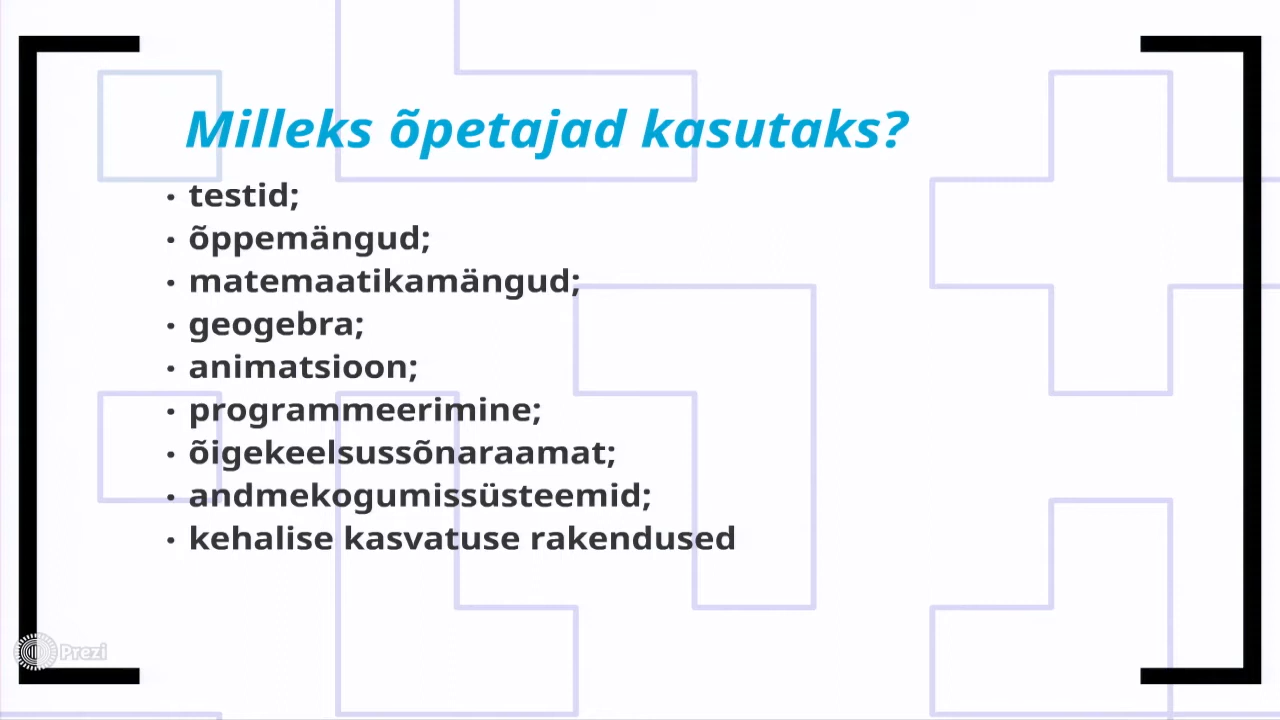 Milleks õpetajad kasutaks?
• testid;
• õppemängud;
• matemaatikamängud;
• geogebra;
• animatsioon;
• programmeerimine;
• õigekeelsussõnaraamat;
• andmekogumissüsteemid;
• kehalise kasvatuse rakendused
Prezi